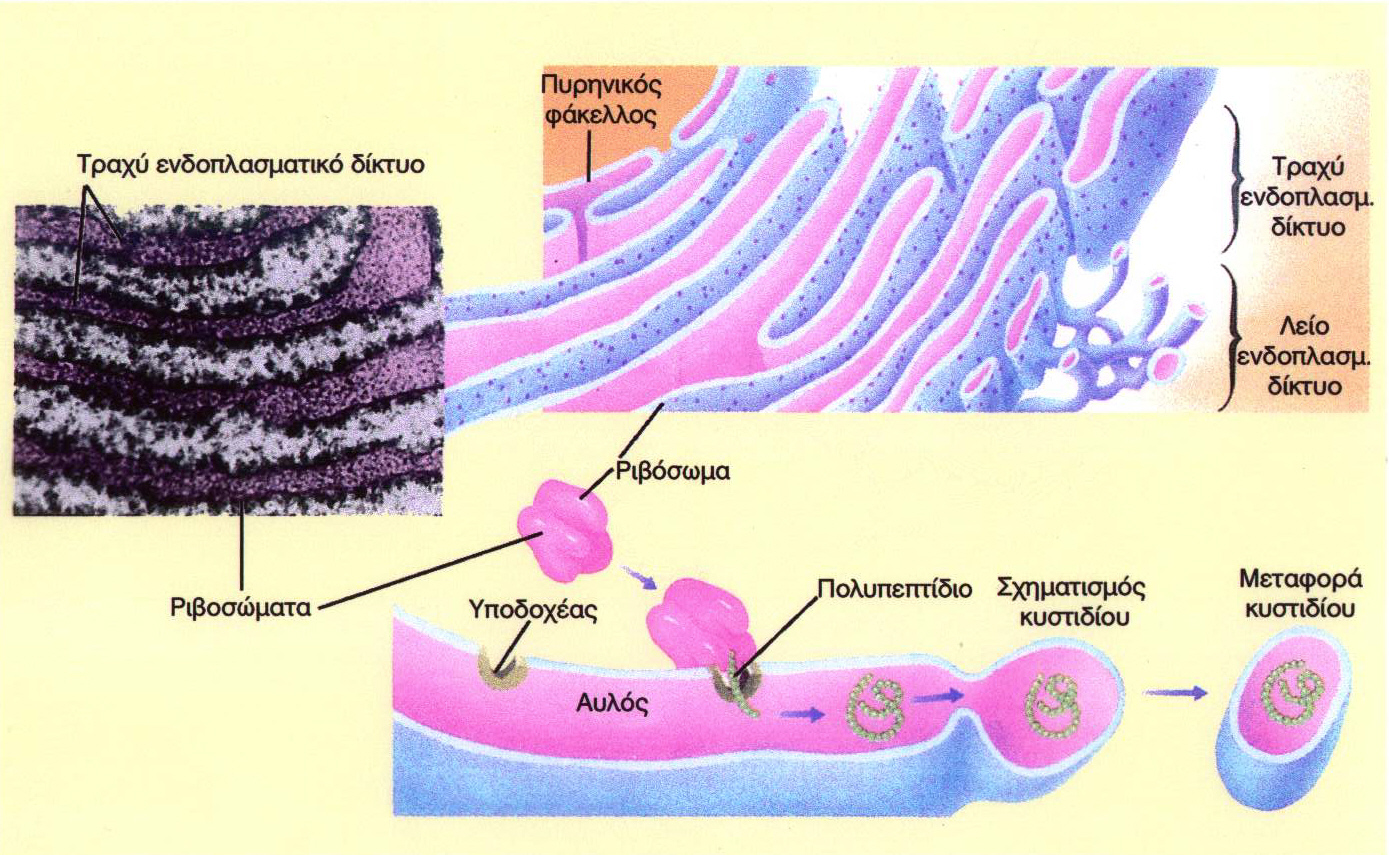 Πυρηνικός
φάκελλος
Τραχύ ενδοπλασματικό δίκτυο
Τραχύ
ενδοπλασμ.
δίκτυο
Λείο
ενδοπλασμ.
δίκτυο
Ριβόσωμα
Ριβοσώματα
Υποδοχέας
Πολυπεπτίδιο
Σχηματισμός
κυστιδίου
Μεταφορά
κυστιδίου
Αυλός